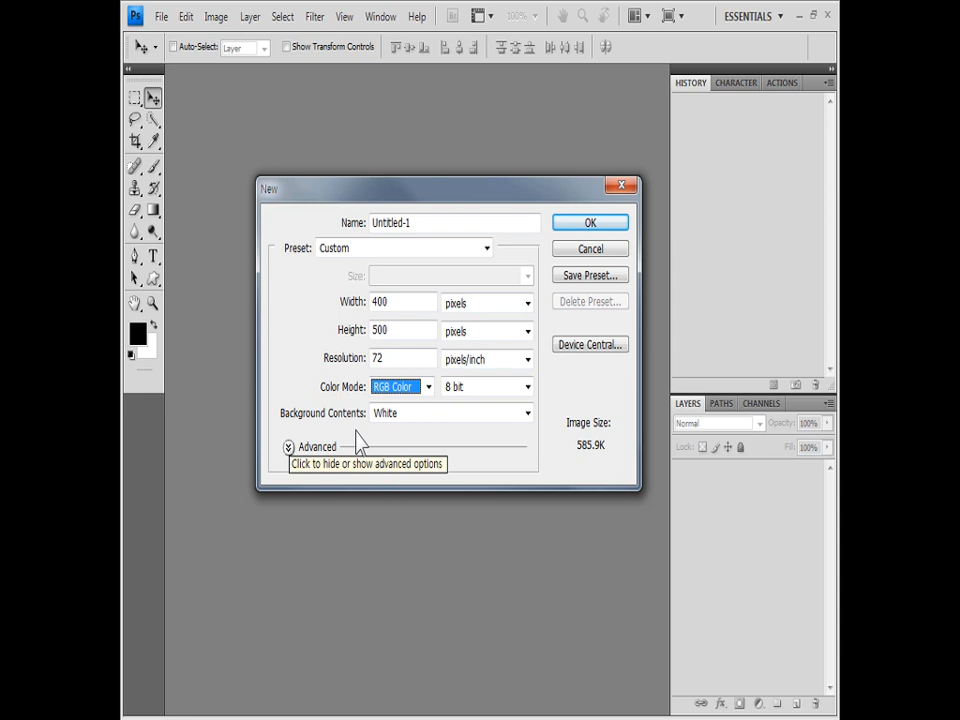 Ps File Edit Image Layer Select Filter View Window Help Br 100% ESSENTIALS
Auto-Select: Layer Show Transform Controls
HISTORY CHARACTER ACTIONS
New
Name: Untitled-1 OK
Preset: Custom Cancel
Size: Save Preset...
Width: 400 pixels Delete Preset...
Height: 500 pixels
Device Central...
Resolution: 72 pixels/inch
Color Mode: RGB Color 8 bit
Background Contents: White
Image Size:
585.9K
Advanced
Click to hide or show advanced options
LAYERS PATHS CHANNELS
Normal Opacity: 100%
Lock: Fill: 100%
fx